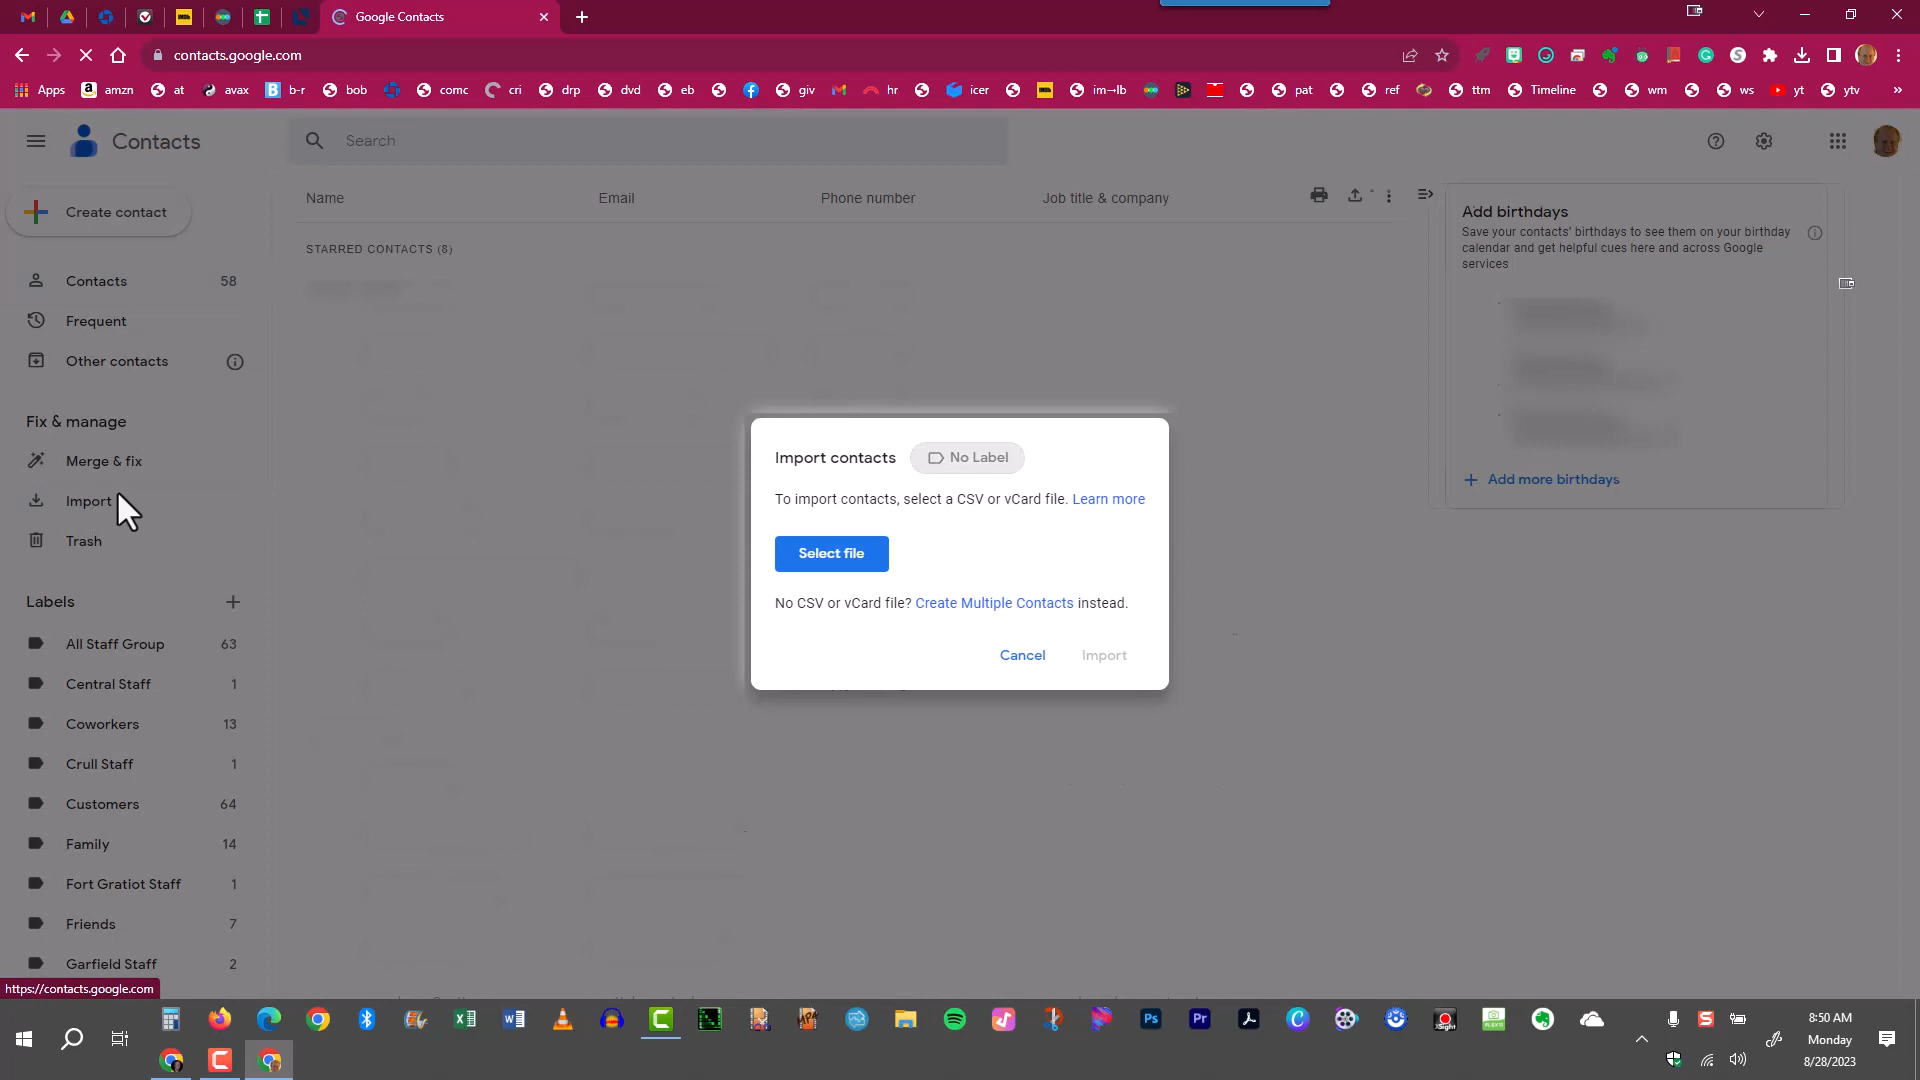 Google Contacts
contacts.google.com
Apps amzn at avax b-r bob comc cri drp dvd eb giv hr icer im→lb pat ref ttm Timeline wm ws yt ytv »
Contacts
Search
Create contact
Name Email Phone number Job title & company
STARRED CONTACTS (8)
Contacts 58
Frequent
Other contacts
Fix & manage
Merge & fix
Import
Trash
Labels
All Staff Group 63
Central Staff 1
Coworkers 13
Crull Staff 1
Customers 64
Family 14
Fort Gratiot Staff 1
Friends 7
Garfield Staff 2
https://contacts.google.com
Import contacts No Label
To import contacts, select a CSV or vCard file. Learn more
Select file
No CSV or vCard file? Create Multiple Contacts instead.
Cancel Import
Add birthdays
Save your contacts' birthdays to see them on your birthday
calendar and get helpful cues here and across Google
services
Add more birthdays
8:50 AM
Monday
8/28/2023